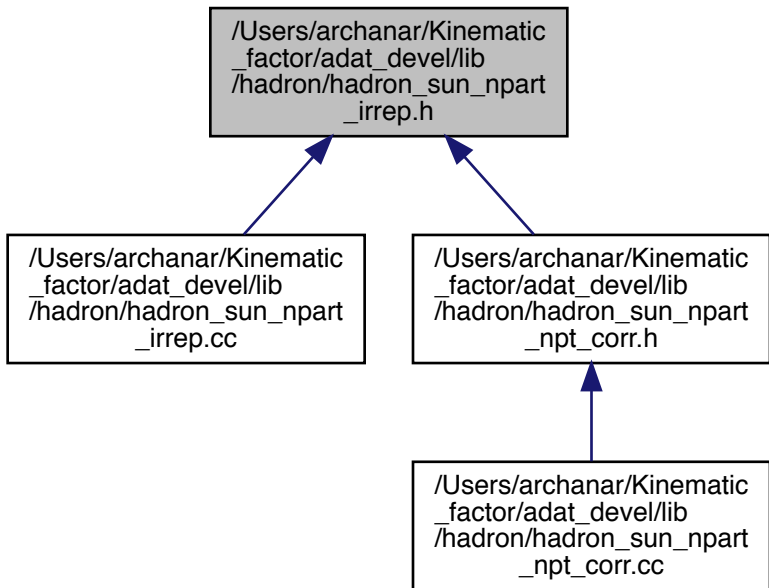 /Users/archanar/Kinematic
_factor/adat_devel/lib
/hadron/hadron_sun_npart
_irrep.h
/Users/archanar/Kinematic
_factor/adat_devel/lib
/hadron/hadron_sun_npart
_irrep.cc
/Users/archanar/Kinematic
_factor/adat_devel/lib
/hadron/hadron_sun_npart
_npt_corr.h
/Users/archanar/Kinematic
_factor/adat_devel/lib
/hadron/hadron_sun_npart
_npt_corr.cc